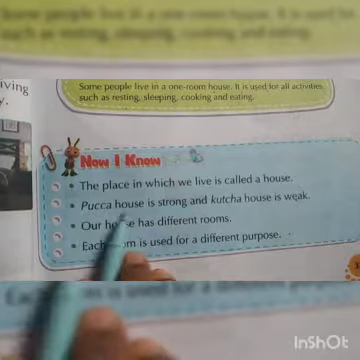 Some people live in a one-room house. It is used for all activities,
such as resting, sleeping, cooking and eating.
iving
y.
Now I Know
• The place in which we live is called a house.
• Pucca house is strong and kutcha house is weak.
• Our house has different rooms.
• Each room is used for a different purpose.
InShOt